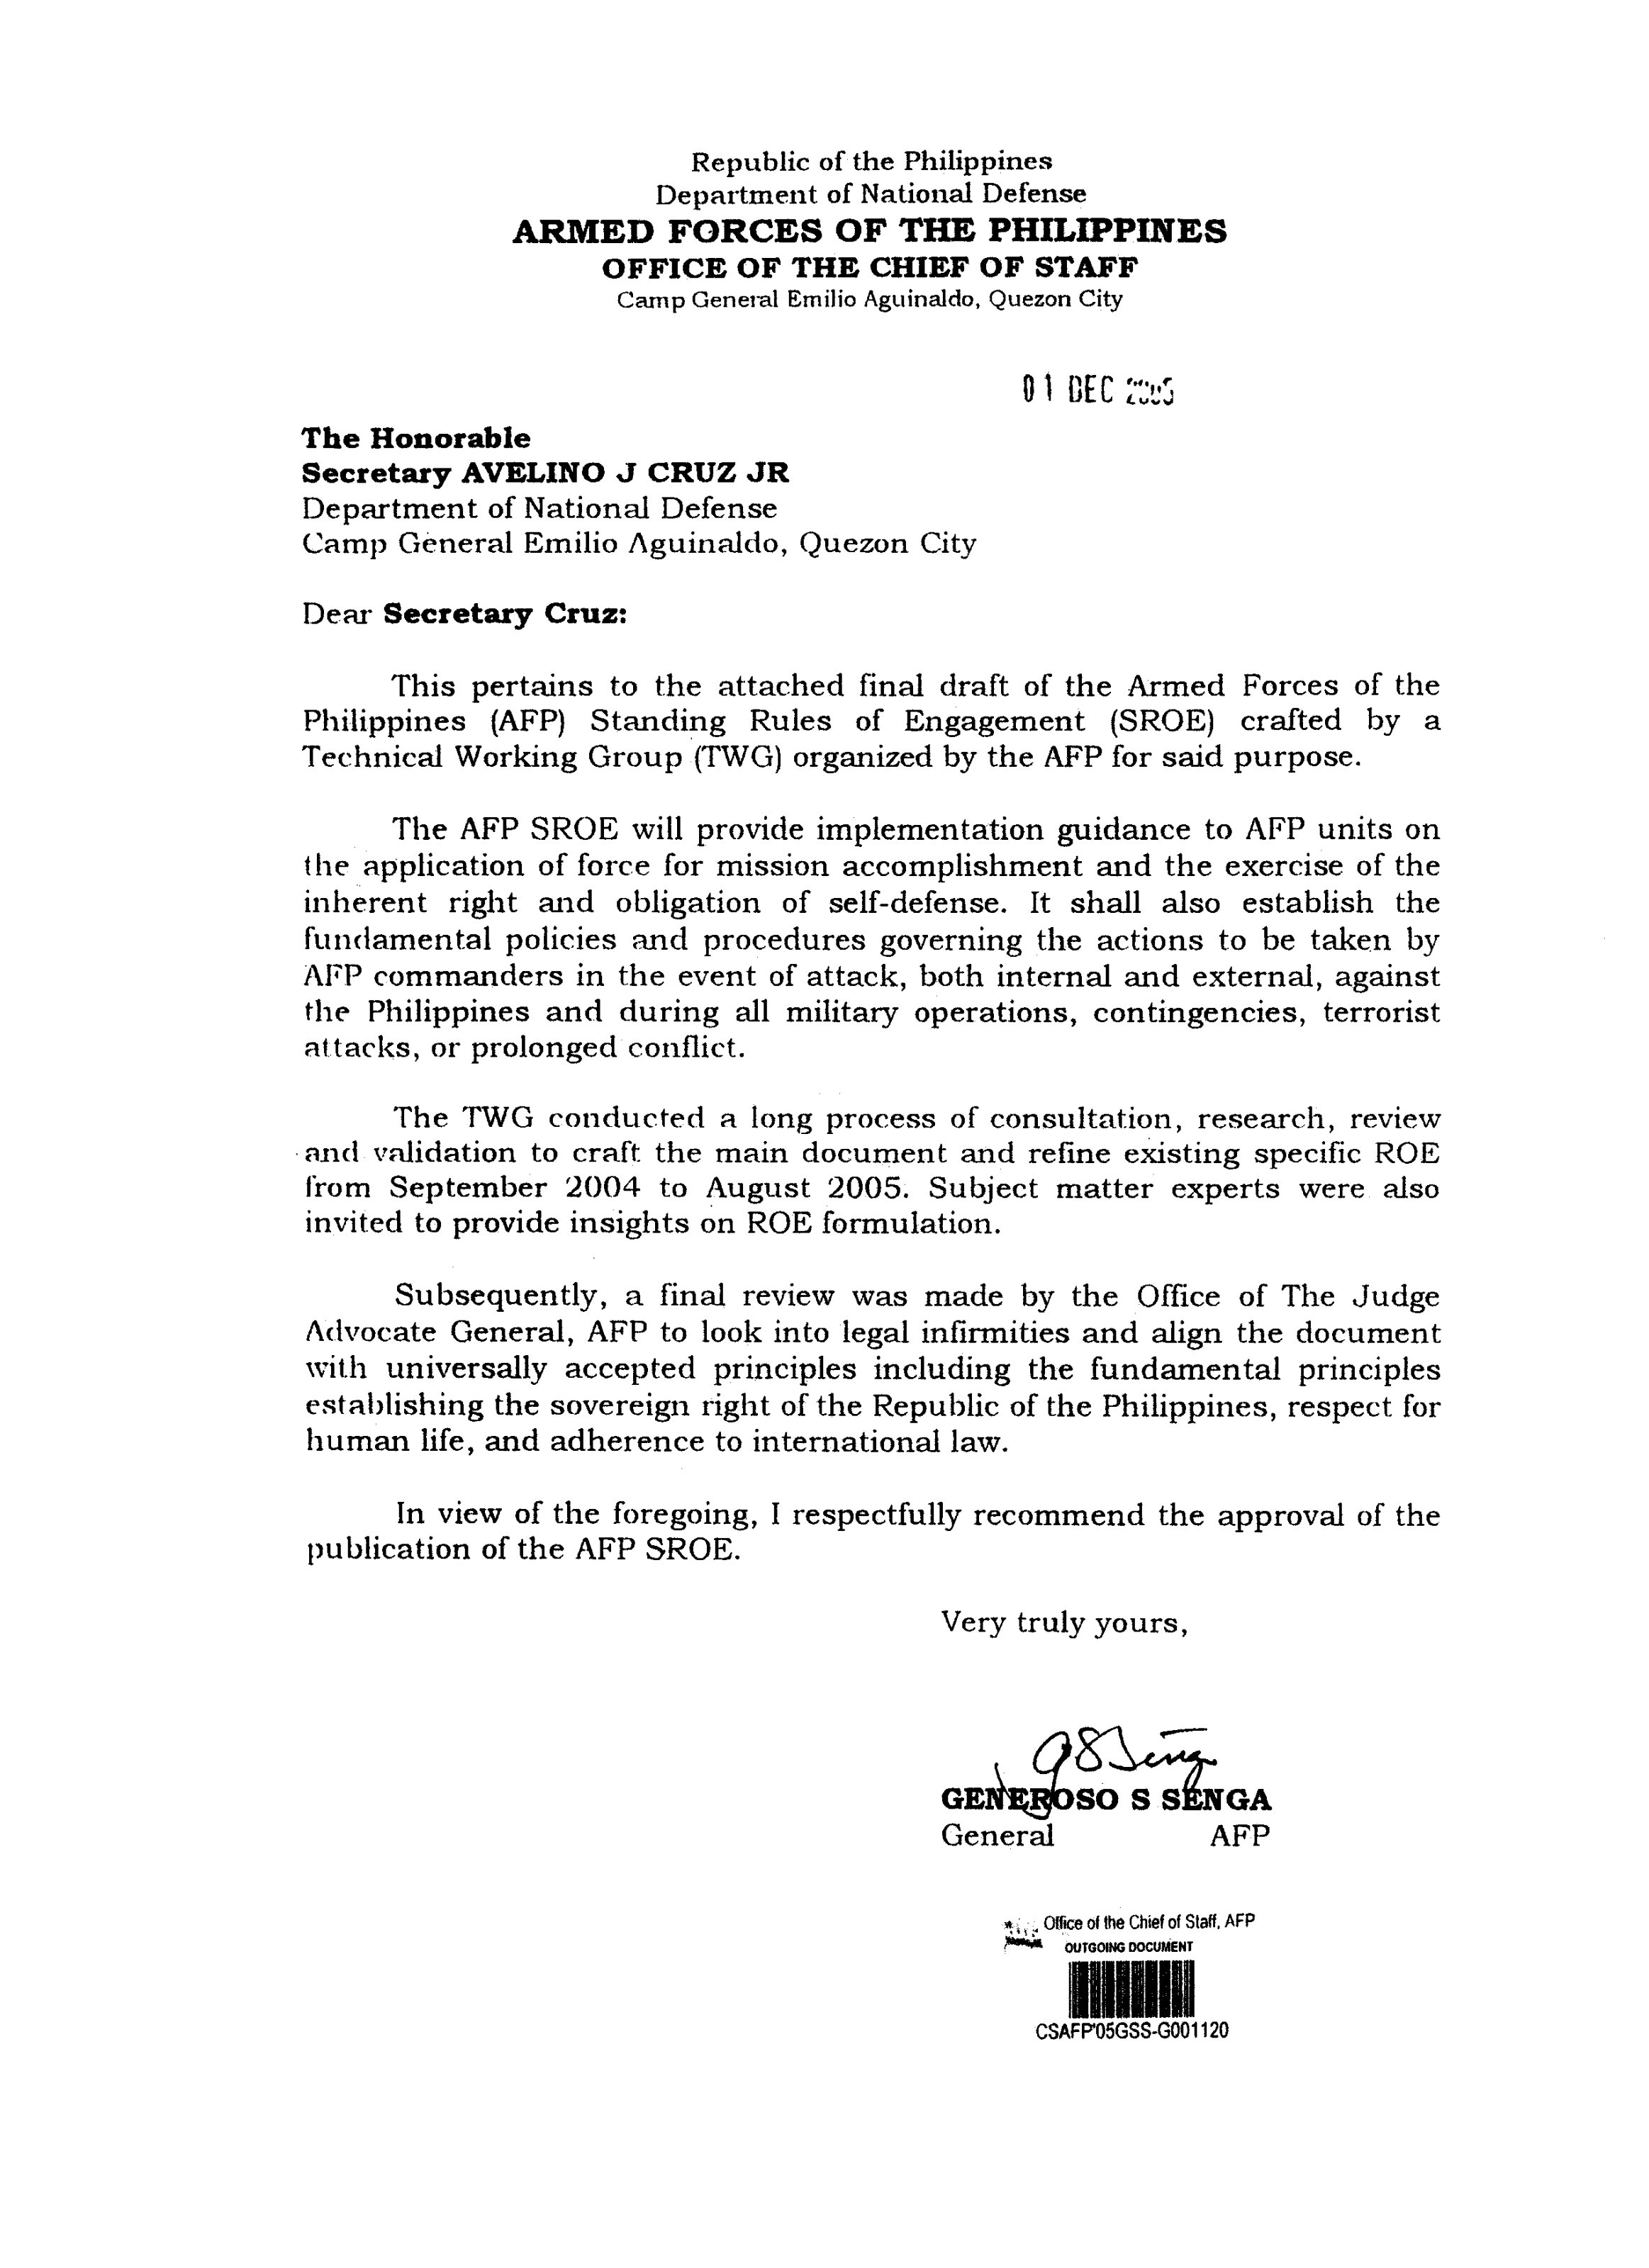 Republic of the Philippines
Department of National Defense
ARMED FORCES OF THE PHILIPPINES
OFFICE OF THE CHIEF OF STAFF
Camp General Emilio Aguinaldo, Quezon City
01 DEC 2005
The Honorable
Secretary AVELINO J CRUZ JR
Department of National Defense
Camp General Emilio Aguinaldo, Quezon City
Dear Secretary Cruz:
This pertains to the attached final draft of the Armed Forces of the
Philippines (AFP) Standing Rules of Engagement (SROE) crafted by a
Technical Working Group (TWG) organized by the AFP for said purpose.
The AFP SROE will provide implementation guidance to AFP units on
the application of force for mission accomplishment and the exercise of the
inherent right and obligation of self-defense. It shall also establish the
fundamental policies and procedures governing the actions to be taken by
AFP commanders in the event of attack, both internal and external, against
the Philippines and during all military operations, contingencies, terrorist
attacks, or prolonged conflict.
The TWG conducted a long process of consultation, research, review
and validation to craft the main document and refine existing specific ROE
from September 2004 to August 2005. Subject matter experts were also
invited to provide insights on ROE formulation.
Subsequently, a final review was made by the Office of The Judge
Advocate General, AFP to look into legal infirmities and align the document
with universally accepted principles including the fundamental principles
establishing the sovereign right of the Republic of the Philippines, respect for
human life, and adherence to international law.
In view of the foregoing, I respectfully recommend the approval of the
publication of the AFP SROE.
Very truly yours,
GENEROSO S SENGA
General AFP
Office of the Chief of Staff, AFP
OUTGOING DOCUMENT
CSAFP'05GSS-G001120